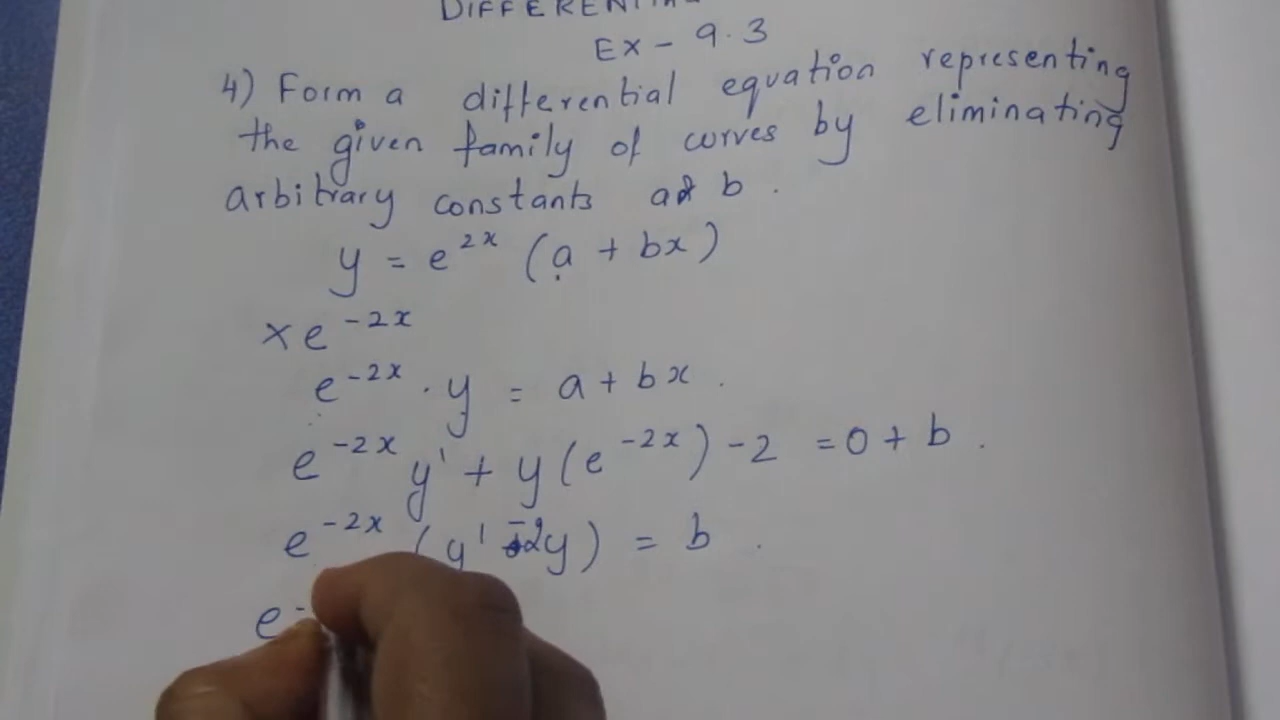 EX - 9.3
4) Form a differential equation representing
the given family of curves by eliminating
arbitrary constants a & b .
y = e^{2x} (a + bx)
× e^{-2x}
e^{-2x} . y = a + bx .
e^{-2x} y' + y (e^{-2x}) -2 = 0 + b .
e^{-2x} (y' -2y) = b .
e^{-